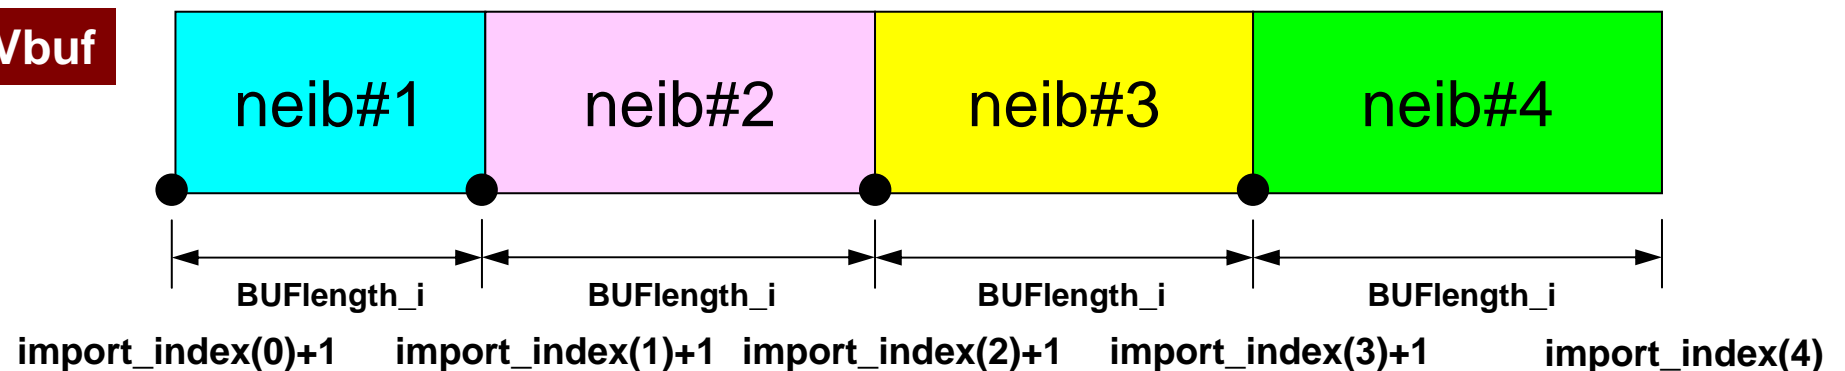 Vbuf
neib#1 neib#2 neib#3 neib#4
BUFlength_i BUFlength_i BUFlength_i BUFlength_i
import_index(0)+1 import_index(1)+1 import_index(2)+1 import_index(3)+1 import_index(4)